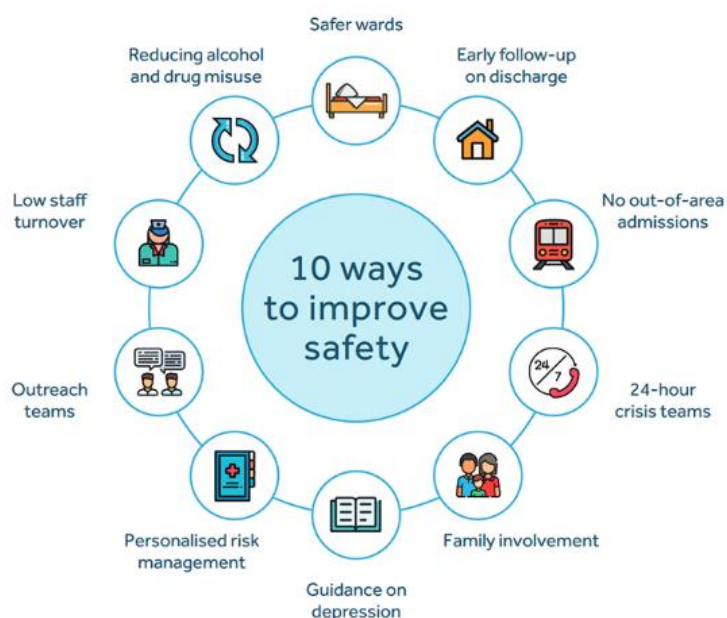 Safer wards
Early follow-up
on discharge
No out-of-area
admissions
24-hour
crisis teams
24
7
Family involvement
Guidance on
depression
Personalised risk
management
Outreach
teams
Low staff
turnover
Reducing alcohol
and drug misuse
10 ways
to improve
safety